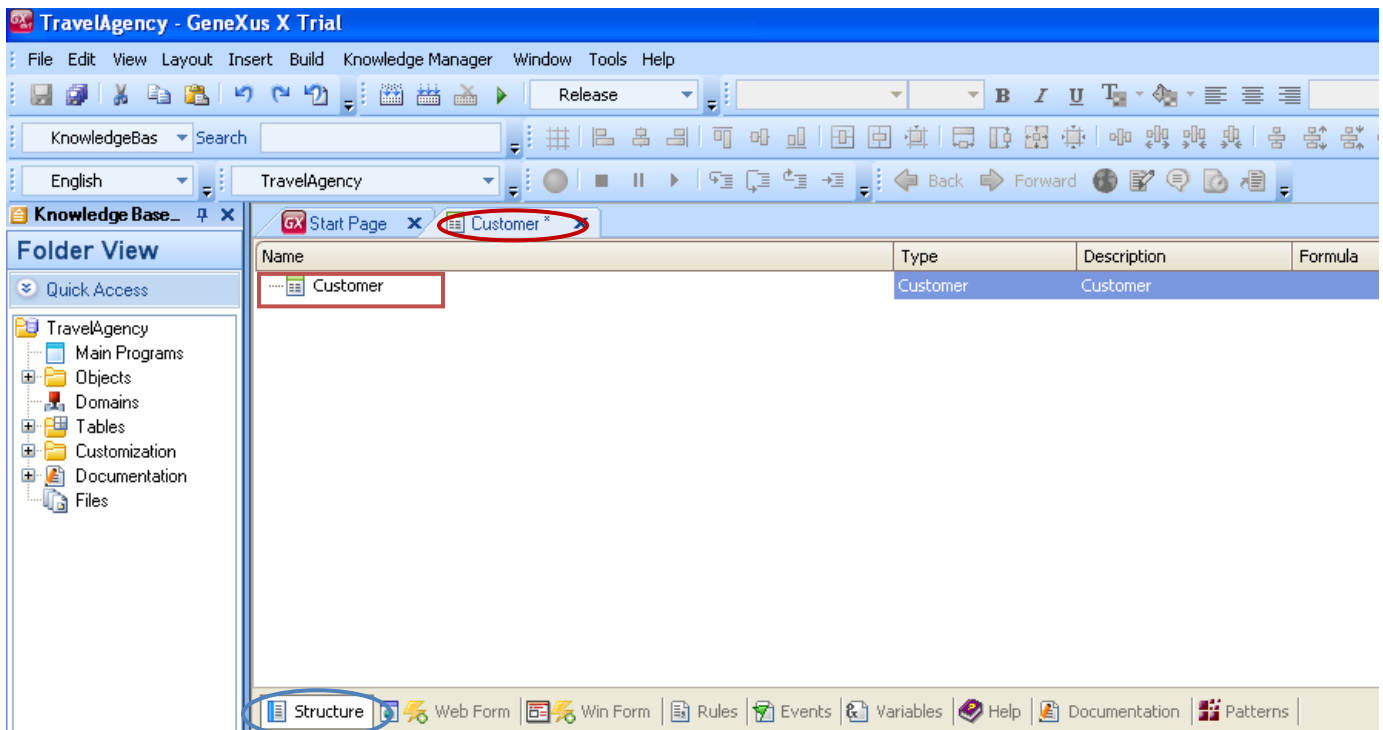 TravelAgency - GeneXus X Trial
File Edit View Layout Insert Build Knowledge Manager Window Tools Help
Release
B I U
KnowledgeBas Search
English TravelAgency Back Forward
Knowledge Base_
GX Start Page Customer *
Folder View
Name Type Description Formula
Customer Customer Customer
Quick Access
TravelAgency
Main Programs
Objects
Domains
Tables
Customization
Documentation
Files
Structure Web Form Win Form Rules Events Variables Help Documentation Patterns